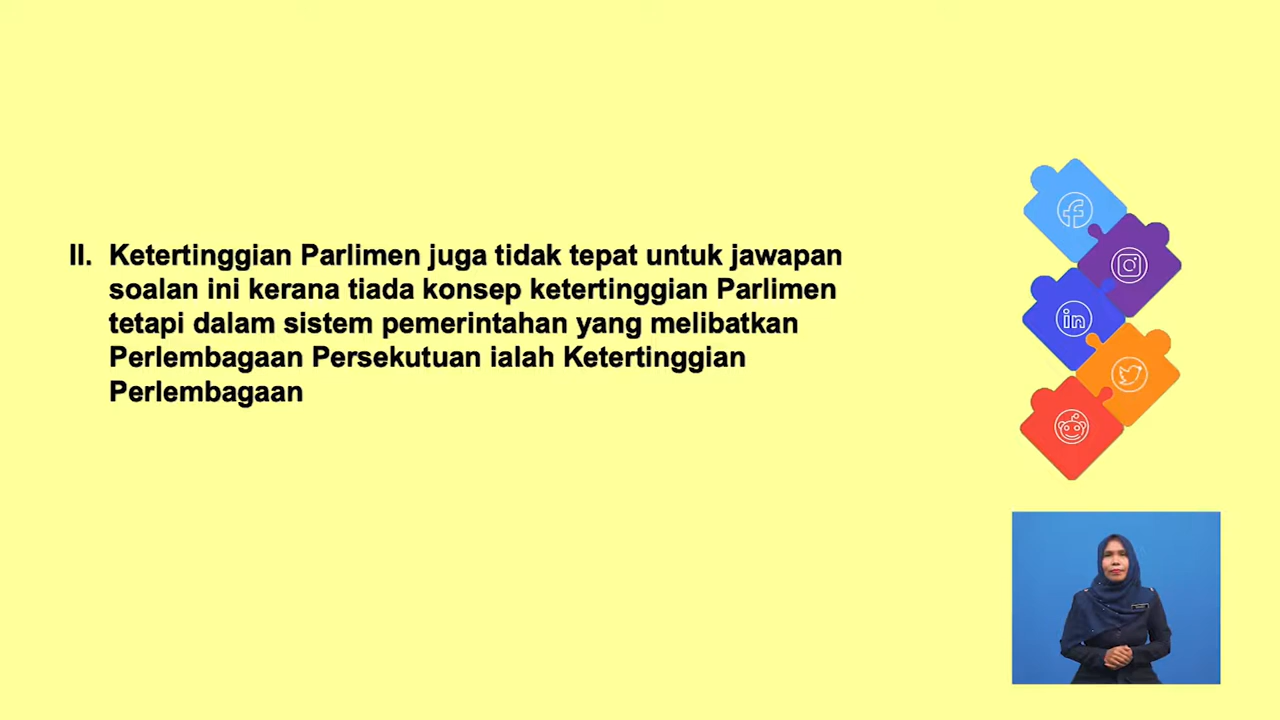 II. Ketertinggian Parlimen juga tidak tepat untuk jawapan
soalan ini kerana tiada konsep ketertinggian Parlimen
tetapi dalam sistem pemerintahan yang melibatkan
Perlembagaan Persekutuan ialah Ketertinggian
Perlembagaan
in